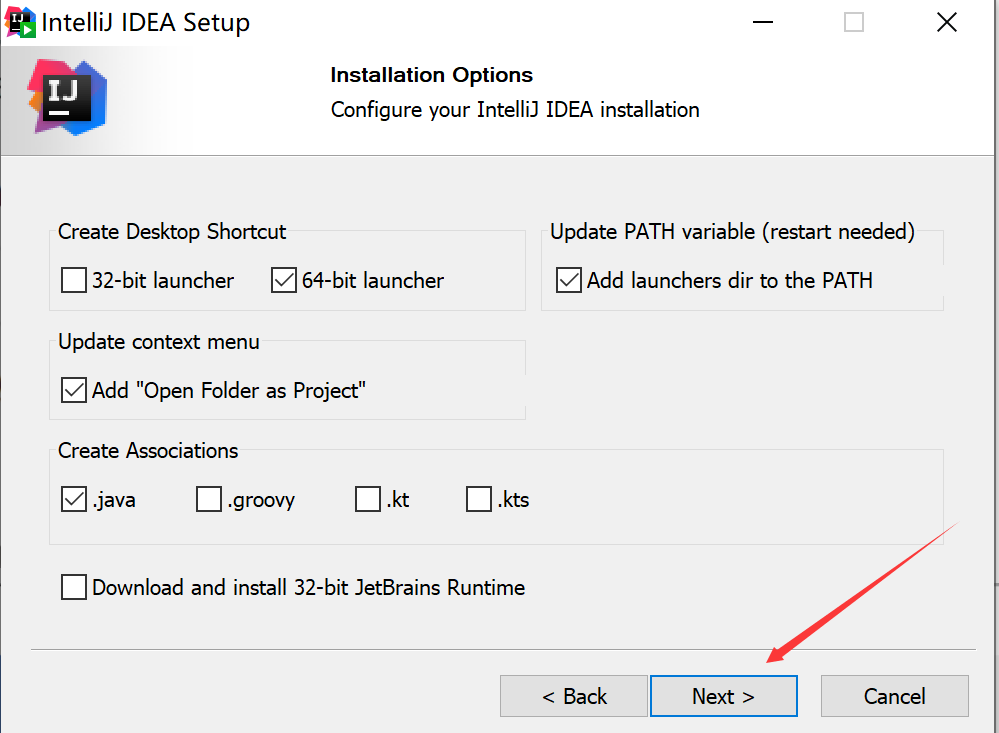 IntelliJ IDEA Setup
IJ
Installation Options
Configure your IntelliJ IDEA installation
Create Desktop Shortcut
32-bit launcher
64-bit launcher
Update PATH variable (restart needed)
Add launchers dir to the PATH
Update context menu
Add "Open Folder as Project"
Create Associations
.java
.groovy
.kt
.kts
Download and install 32-bit JetBrains Runtime
< Back
Next >
Cancel